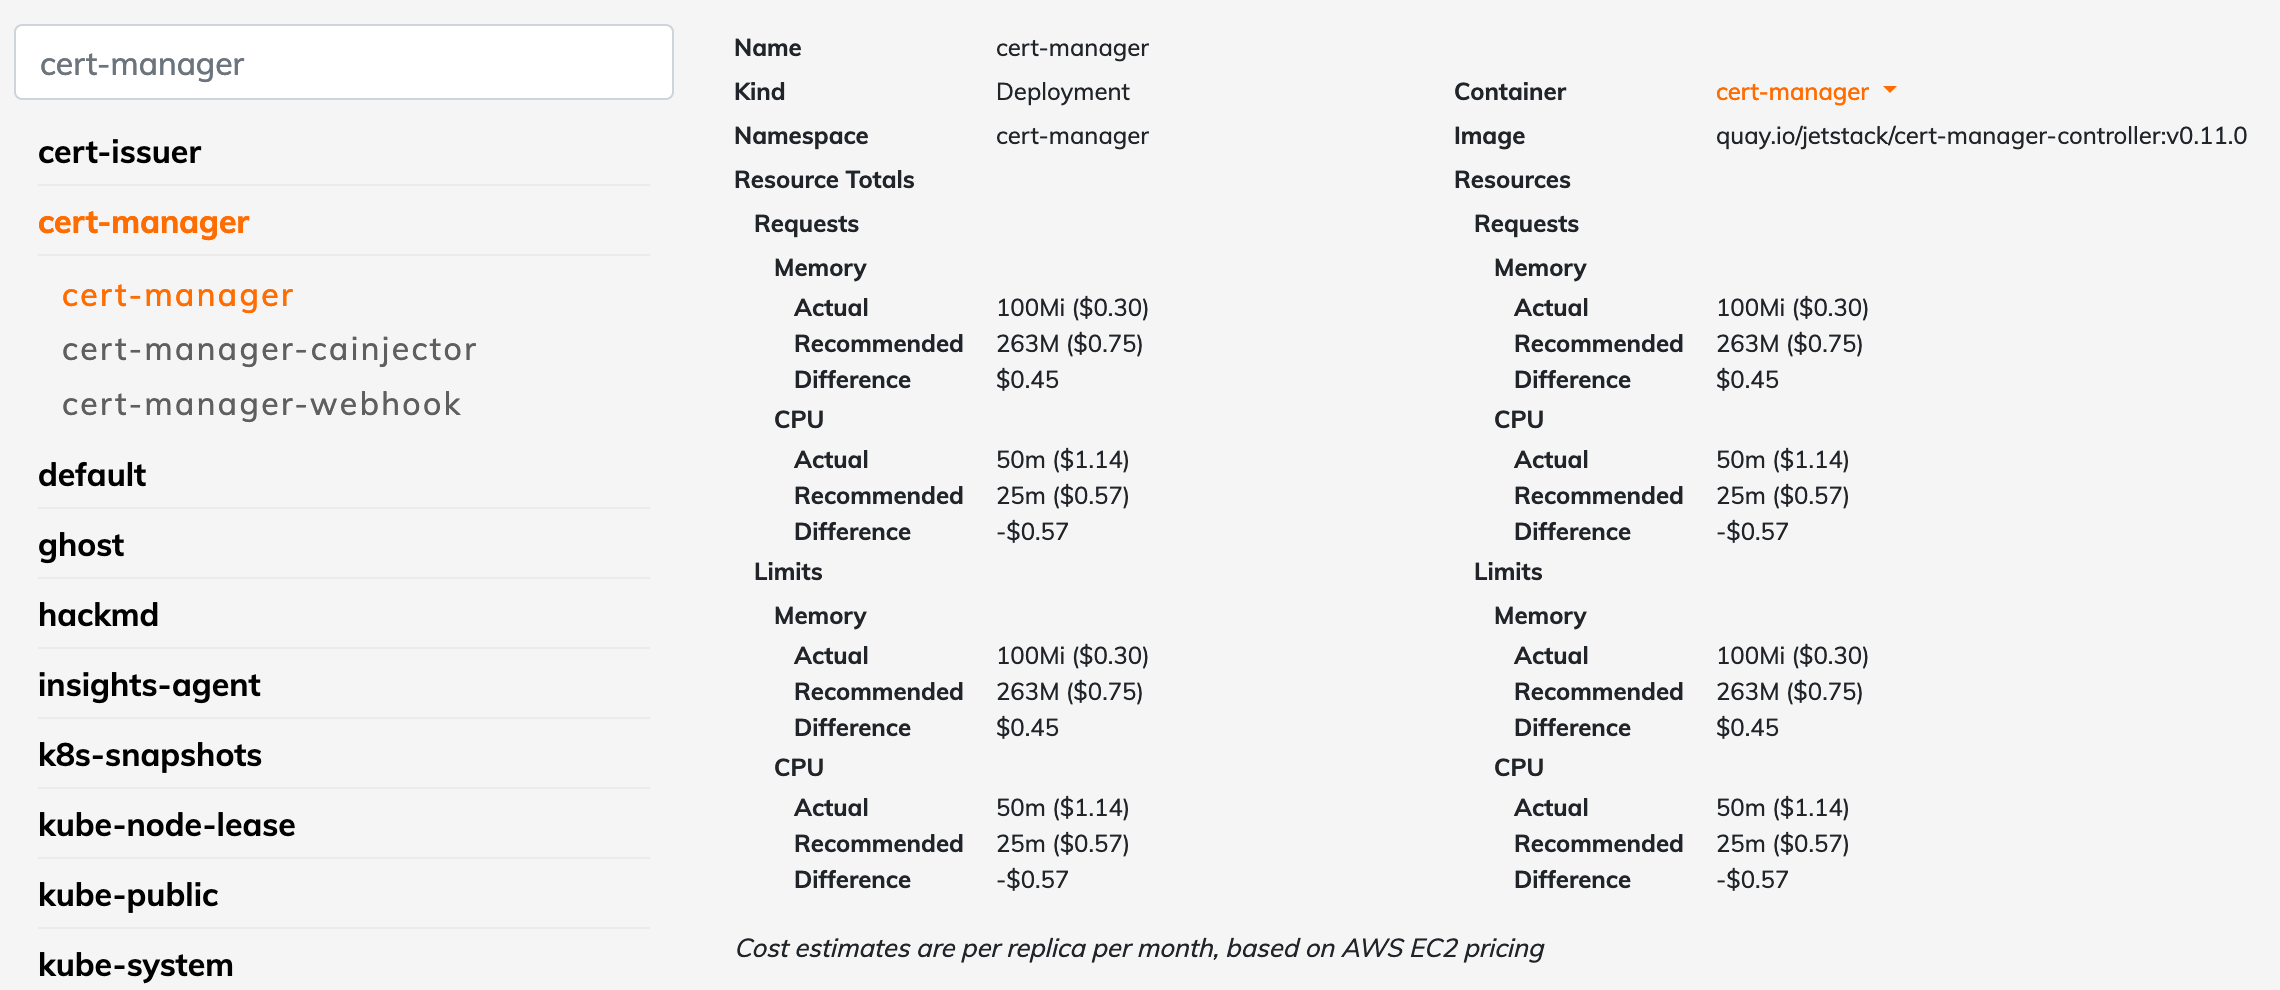 cert-manager
cert-issuer
cert-manager
cert-manager
cert-manager-cainjector
cert-manager-webhook
default
ghost
hackmd
insights-agent
k8s-snapshots
kube-node-lease
kube-public
kube-system
Name cert-manager
Kind Deployment
Namespace cert-manager
Resource Totals
Requests
Memory
Actual 100Mi ($0.30)
Recommended 263M ($0.75)
Difference $0.45
CPU
Actual 50m ($1.14)
Recommended 25m ($0.57)
Difference -$0.57
Limits
Memory
Actual 100Mi ($0.30)
Recommended 263M ($0.75)
Difference $0.45
CPU
Actual 50m ($1.14)
Recommended 25m ($0.57)
Difference -$0.57
Container cert-manager
Image quay.io/jetstack/cert-manager-controller:v0.11.0
Resources
Requests
Memory
Actual 100Mi ($0.30)
Recommended 263M ($0.75)
Difference $0.45
CPU
Actual 50m ($1.14)
Recommended 25m ($0.57)
Difference -$0.57
Limits
Memory
Actual 100Mi ($0.30)
Recommended 263M ($0.75)
Difference $0.45
CPU
Actual 50m ($1.14)
Recommended 25m ($0.57)
Difference -$0.57
Cost estimates are per replica per month, based on AWS EC2 pricing